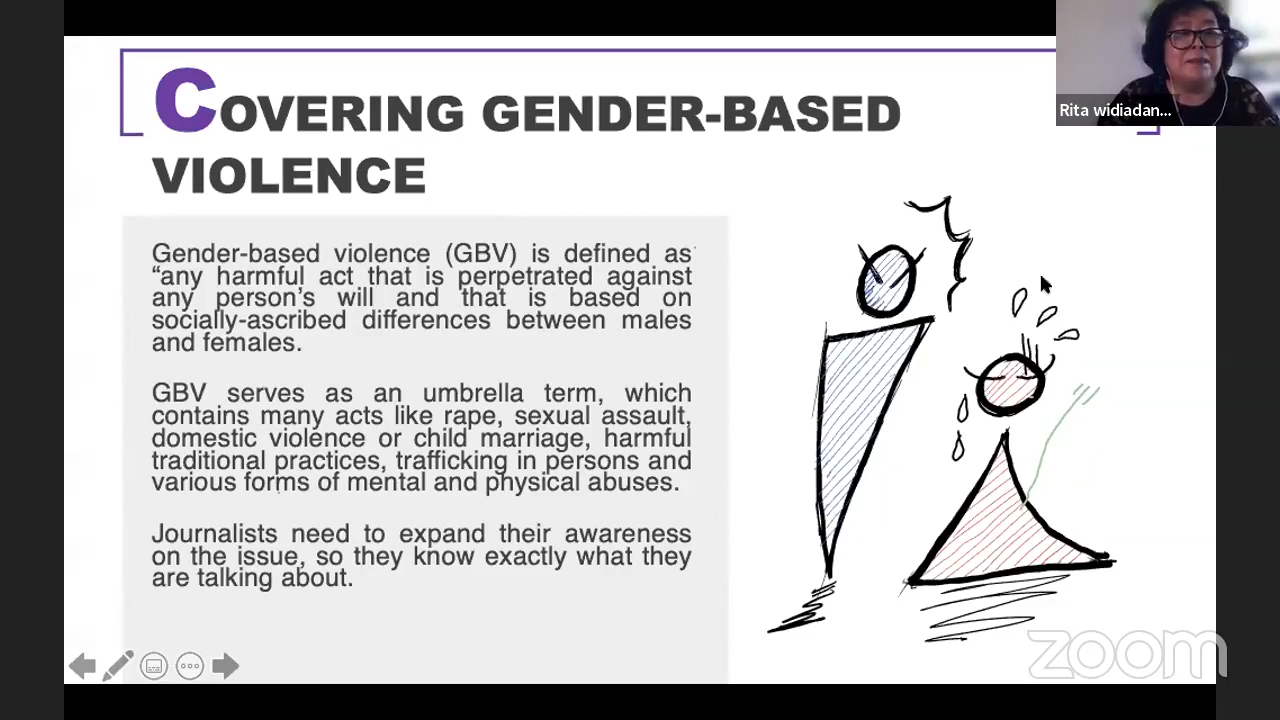 COVERING GENDER-BASED
VIOLENCE
Rita widiadan...
Gender-based violence (GBV) is defined as
“any harmful act that is perpetrated against
any person’s will and that is based on
socially-ascribed differences between males
and females.
GBV serves as an umbrella term, which
contains many acts like rape, sexual assault,
domestic violence or child marriage, harmful
traditional practices, trafficking in persons and
various forms of mental and physical abuses.
Journalists need to expand their awareness
on the issue, so they know exactly what they
are talking about.
zoom